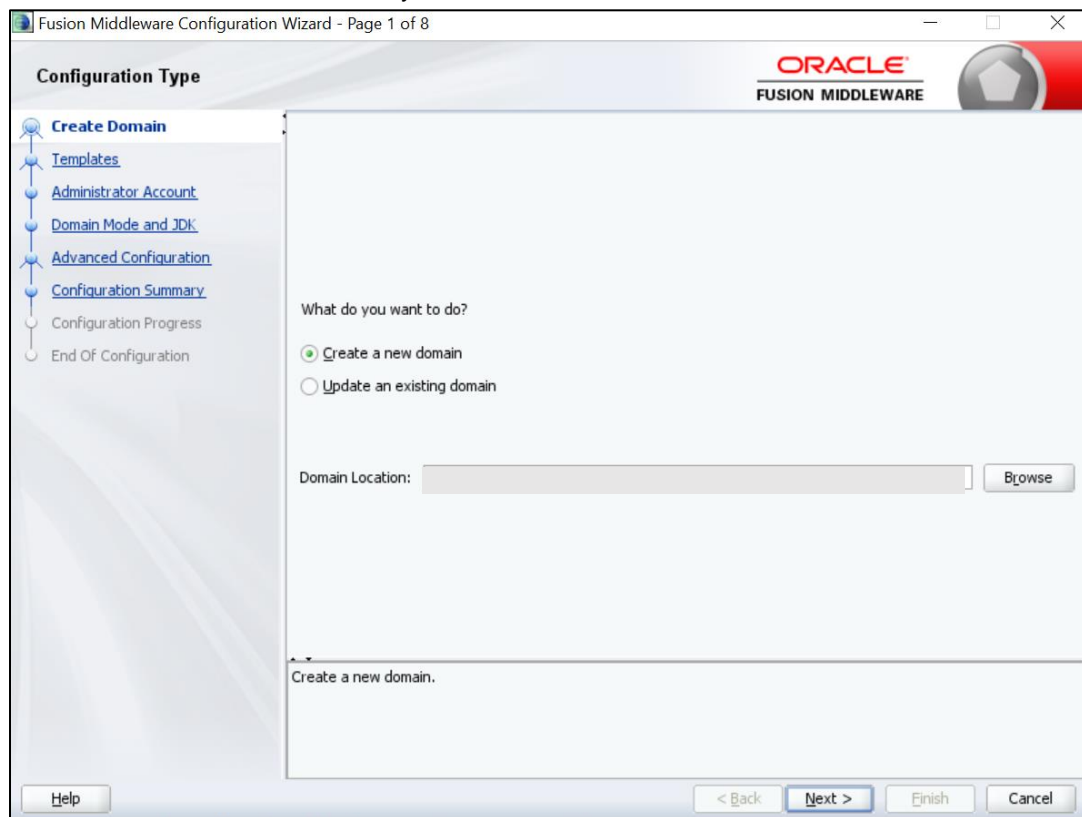 Fusion Middleware Configuration Wizard - Page 1 of 8
Configuration Type
ORACLE
FUSION MIDDLEWARE
Create Domain
Templates
Administrator Account
Domain Mode and JDK
Advanced Configuration
Configuration Summary
Configuration Progress
End Of Configuration
What do you want to do?
Create a new domain
Update an existing domain
Domain Location:
Browse
Create a new domain.
Help
< Back
Next >
Finish
Cancel